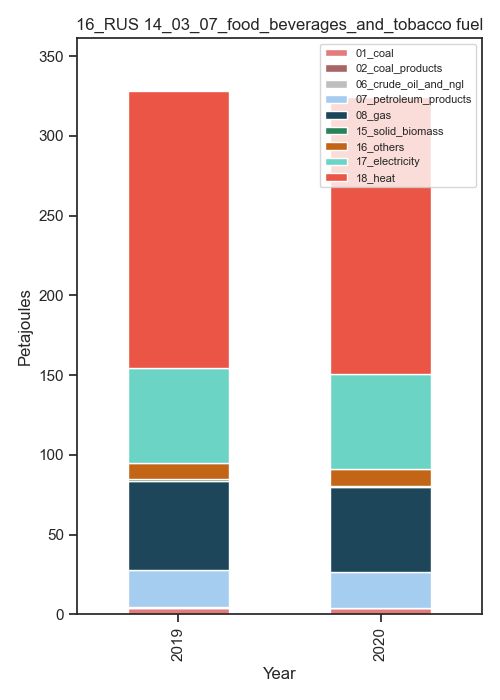 16_RUS 14_03_07_food_beverages_and_tobacco fuel
01_coal
02_coal_products
06_crude_oil_and_ngl
07_petroleum_products
08_gas
15_solid_biomass
16_others
17_electricity
18_heat
350
300
250
200
150
100
50
0
Petajoules
2019
2020
Year